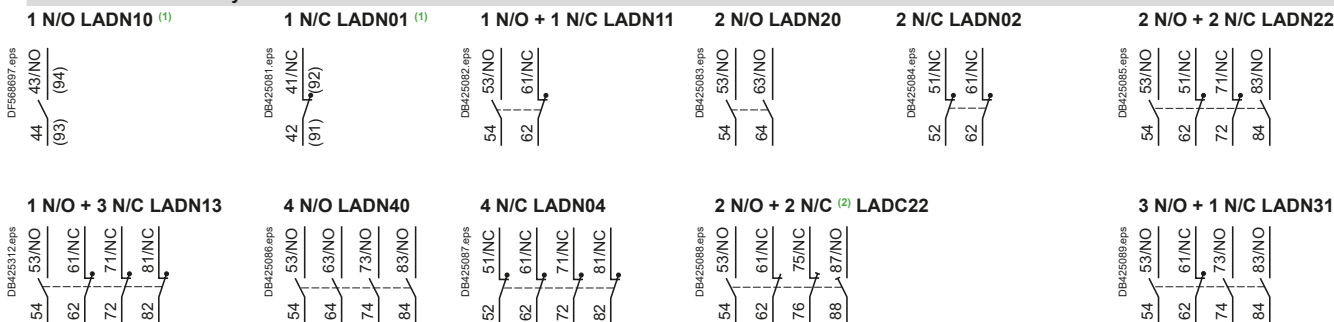 1 N/O LADN10 (1)
DF568697.eps
43/NO
(94)
44
(93)
1 N/C LADN01 (1)
DB425081.eps
41/NC
(92)
42
(91)
1 N/O + 1 N/C LADN11
DB425082.eps
53/NO
61/NC
54
62
2 N/O LADN20
DB425083.eps
53/NO
63/NO
54
64
2 N/C LADN02
DB425084.eps
51/NC
61/NC
52
62
2 N/O + 2 N/C LADN22
DB425085.eps
53/NO
51/NC
71/NC
83/NO
54
62
72
84
1 N/O + 3 N/C LADN13
DB425312.eps
53/NO
61/NC
71/NC
81/NC
54
62
72
82
4 N/O LADN40
DB425086.eps
53/NO
63/NO
73/NO
83/NO
54
64
74
84
4 N/C LADN04
DB425087.eps
51/NC
61/NC
71/NC
81/NC
52
62
72
82
2 N/O + 2 N/C (2) LADC22
DB425088.eps
53/NO
61/NC
75/NC
87/NO
54
62
76
88
3 N/O + 1 N/C LADN31
DB425089.eps
53/NO
61/NC
73/NO
83/NO
54
62
74
84